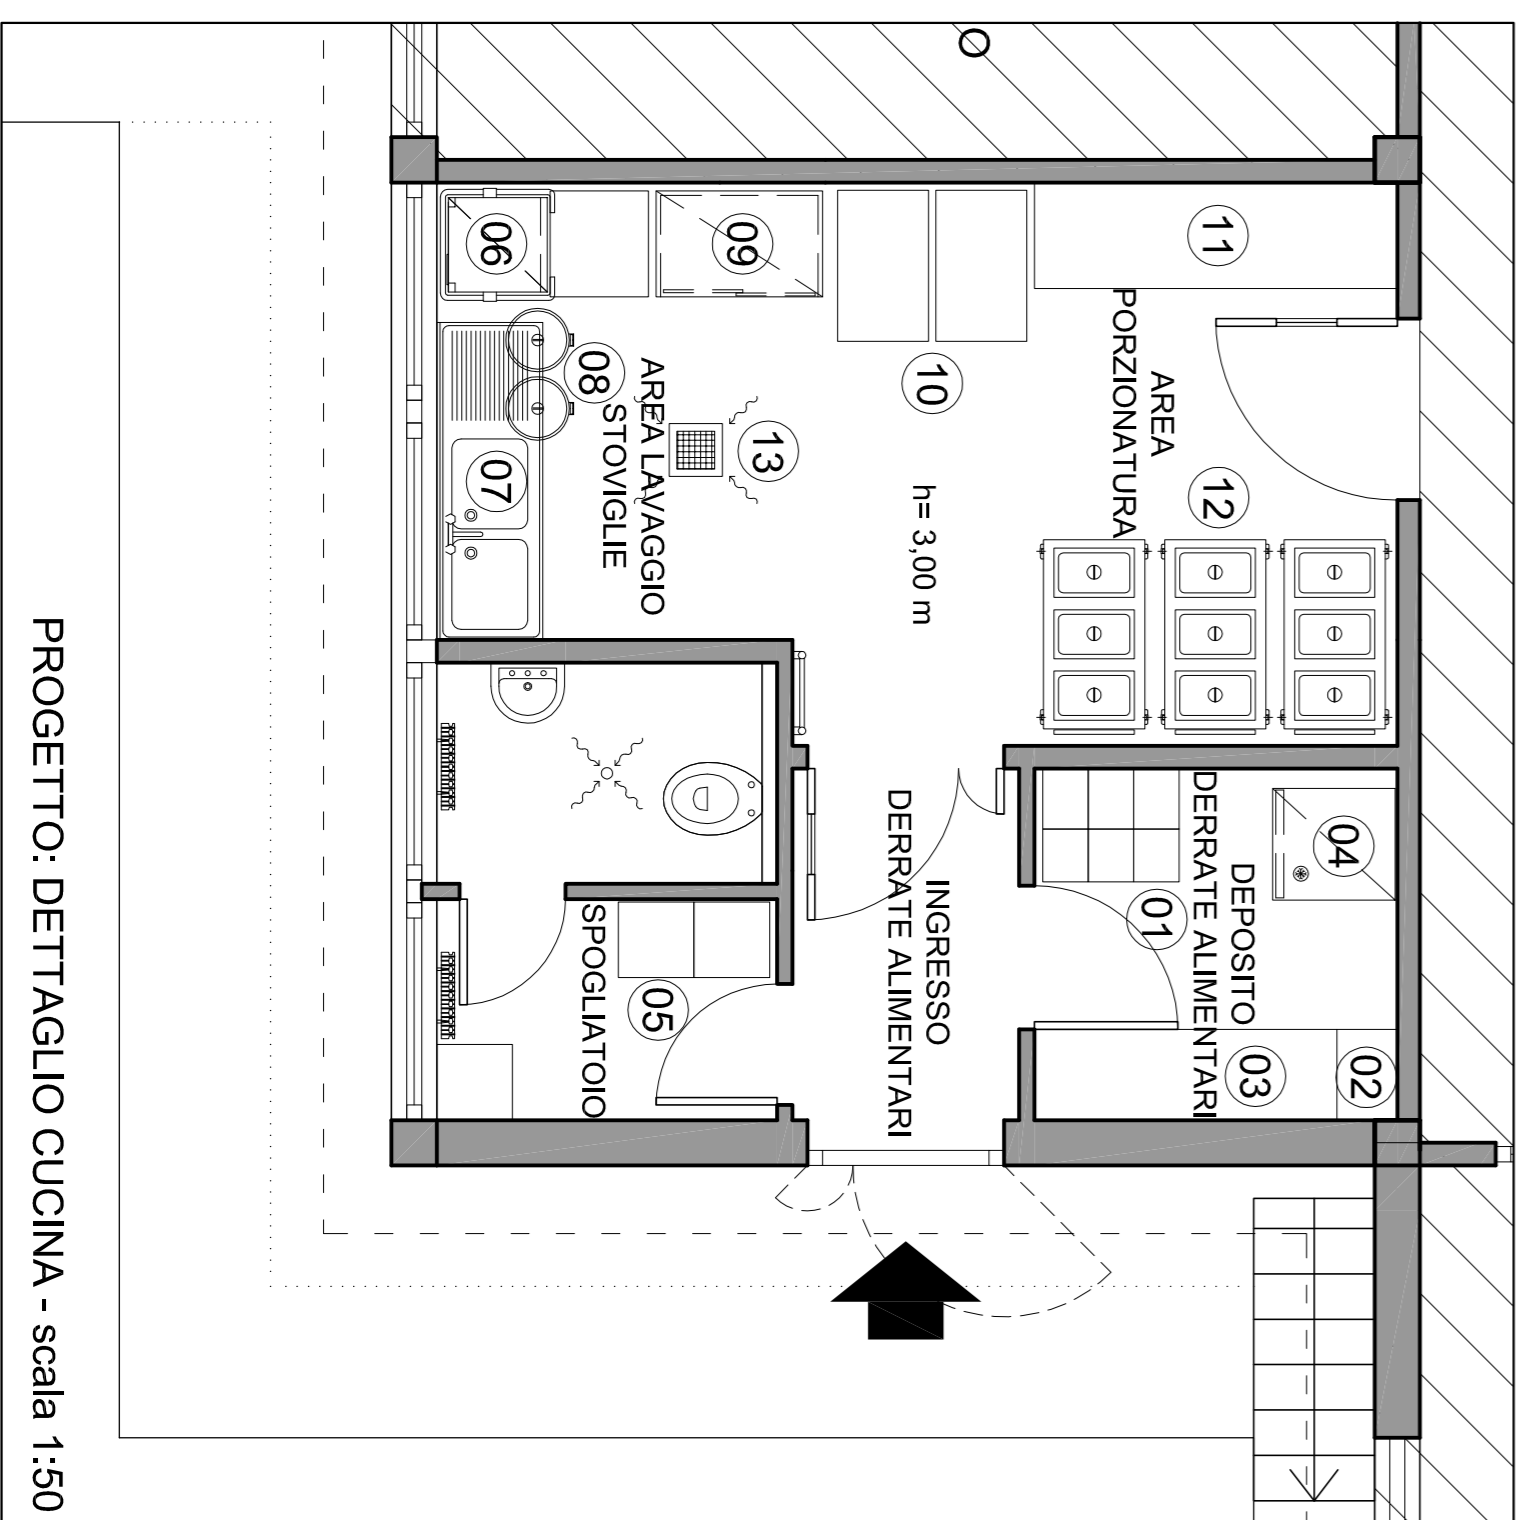 O
11
AREA
PORZIONATURA
12
10
h= 3,00 m
09
06
08
13
AREA LAVAGGIO
STOVIGLIE
07
04
DEPOSITO
DERRATE ALIMENTARI
01
02
03
INGRESSO
DERRATE ALIMENTARI
05
SPOGLIATOIO
PROGETTO: DETTAGLIO CUCINA - scala 1:50